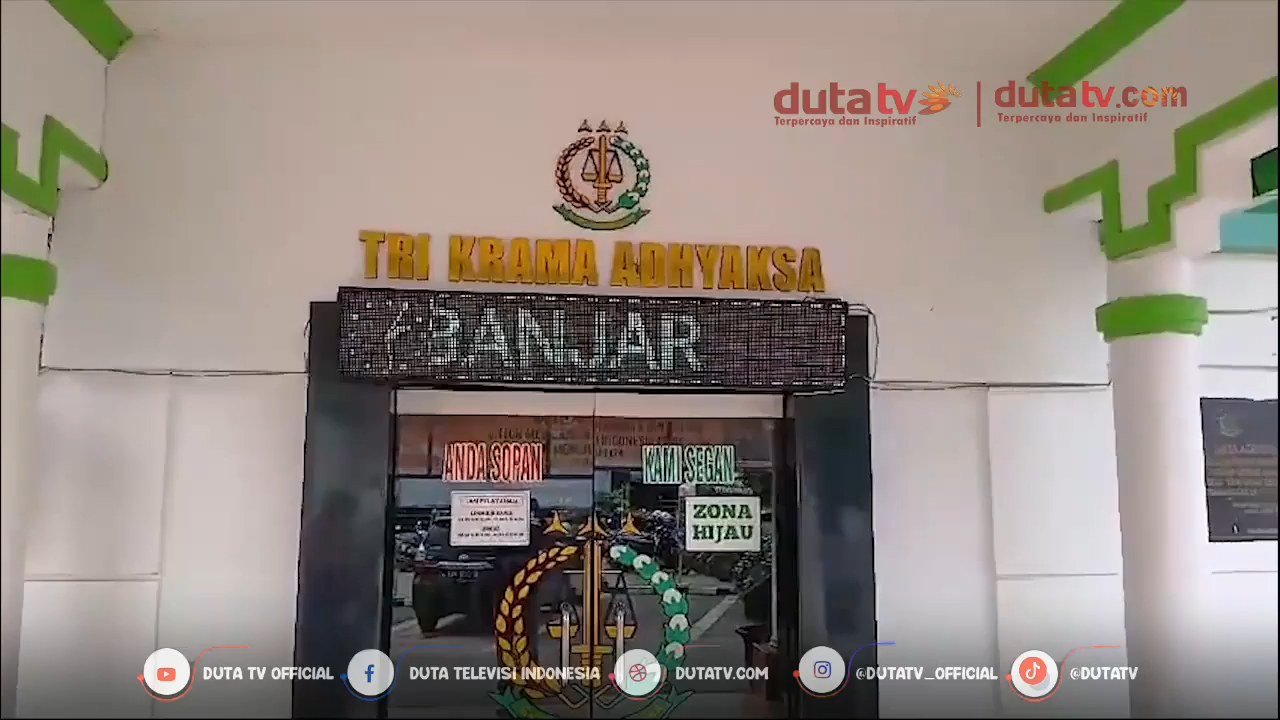 dutatv
Terpercaya dan Inspiratif
dutatv.com
Terpercaya dan Inspiratif
TRI KRAMA ADHYAKSA
BANJAR
ANDA SOPAN
KAMI SEGAN
ZONA
HIJAU
DUTA TV OFFICIAL
DUTA TELEVISI INDONESIA
DUTATV.COM
@DUTATV_OFFICIAL
@DUTATV